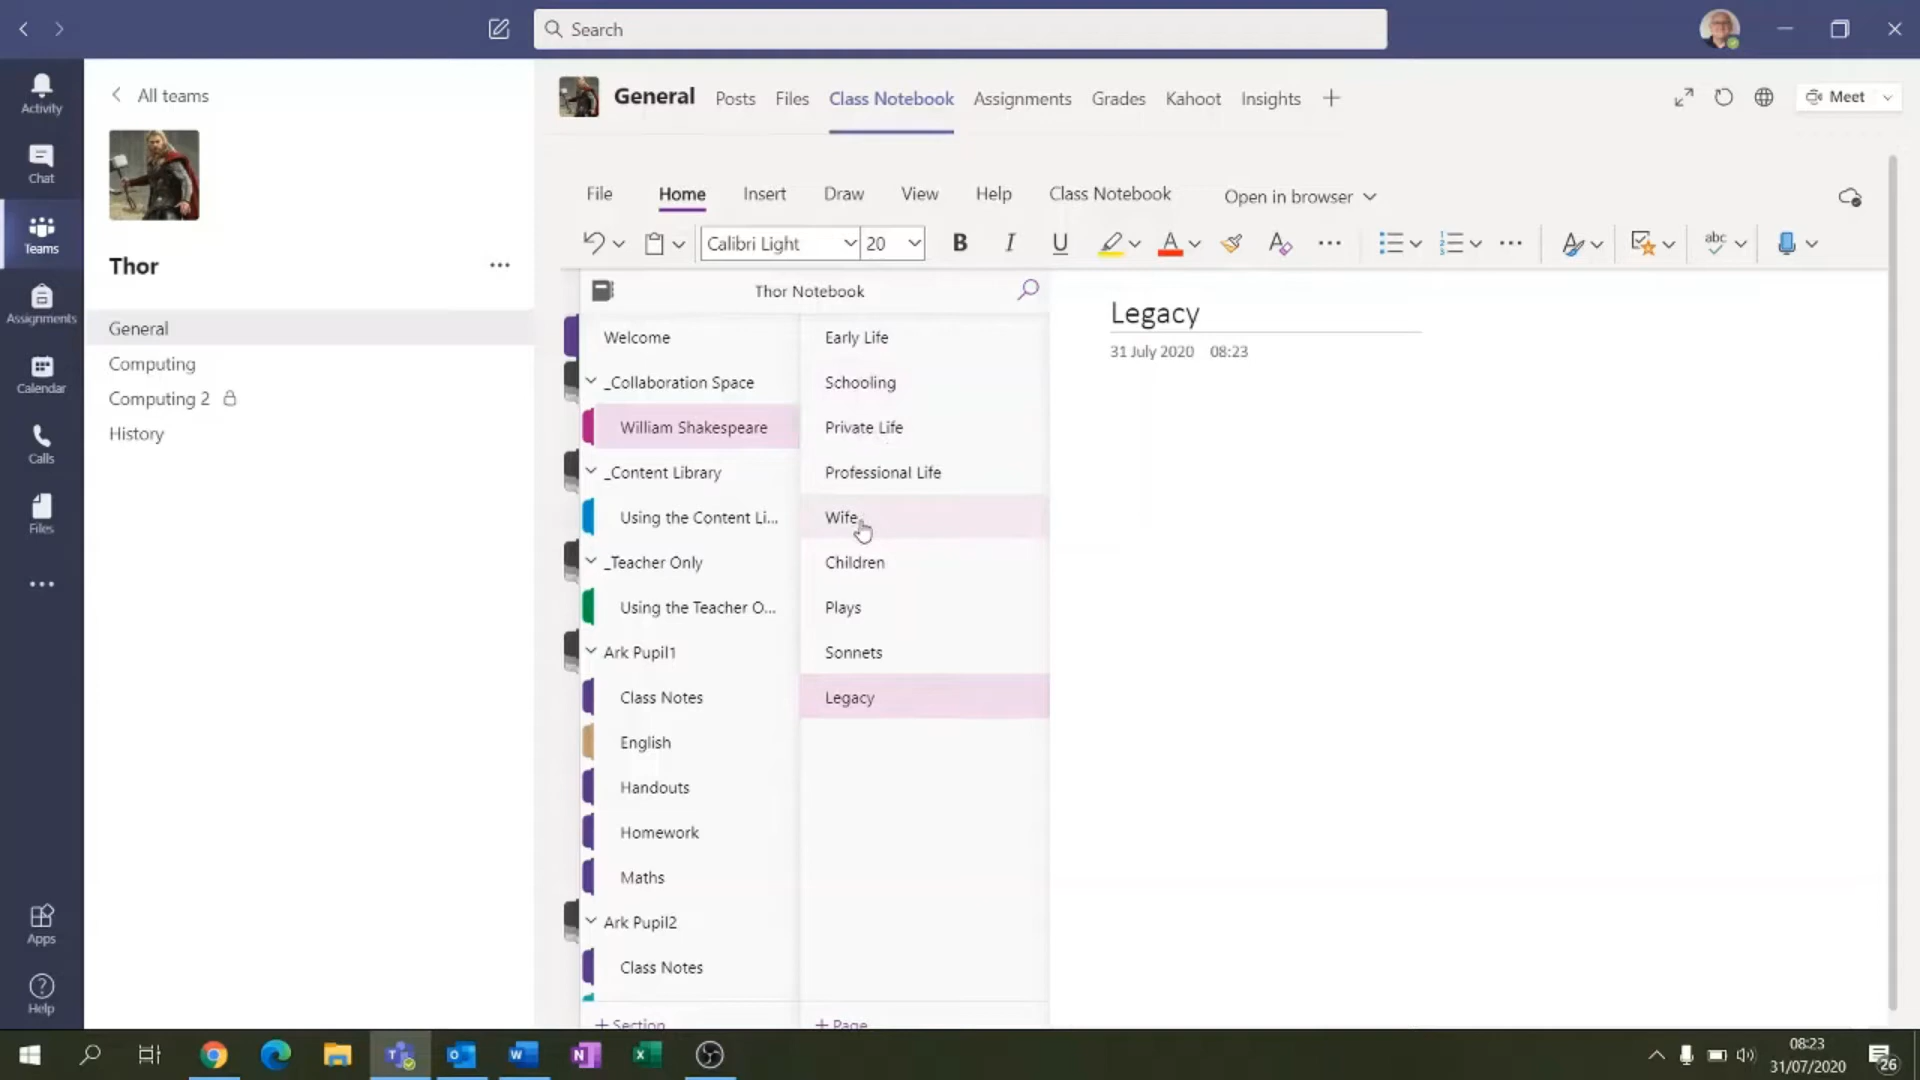 Search
Activity
Chat
Teams
Assignments
Calendar
Calls
Files
Apps
Help
All teams
Thor
General
Computing
Computing 2
History
General Posts Files Class Notebook Assignments Grades Kahoot Insights
Meet
File Home Insert Draw View Help Class Notebook Open in browser
Calibri Light 20 B I U A A abc
Thor Notebook
Welcome
_Collaboration Space
William Shakespeare
_Content Library
Using the Content Li...
_Teacher Only
Using the Teacher O...
Ark Pupil1
Class Notes
English
Handouts
Homework
Maths
Ark Pupil2
Class Notes
+ Section
Early Life
Schooling
Private Life
Professional Life
Wife
Children
Plays
Sonnets
Legacy
+ Page
Legacy
31 July 2020 08:23
08:23
31/07/2020
26